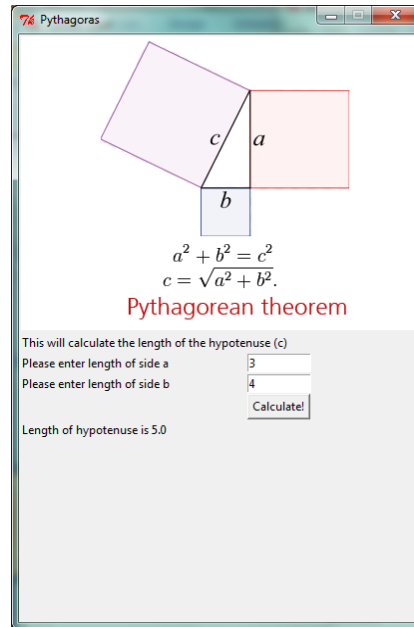 Pythagoras
c
a
b
a² + b² = c²
c = √(a² + b²).
Pythagorean theorem
This will calculate the length of the hypotenuse (c)
Please enter length of side a 3
Please enter length of side b 4
Calculate!
Length of hypotenuse is 5.0